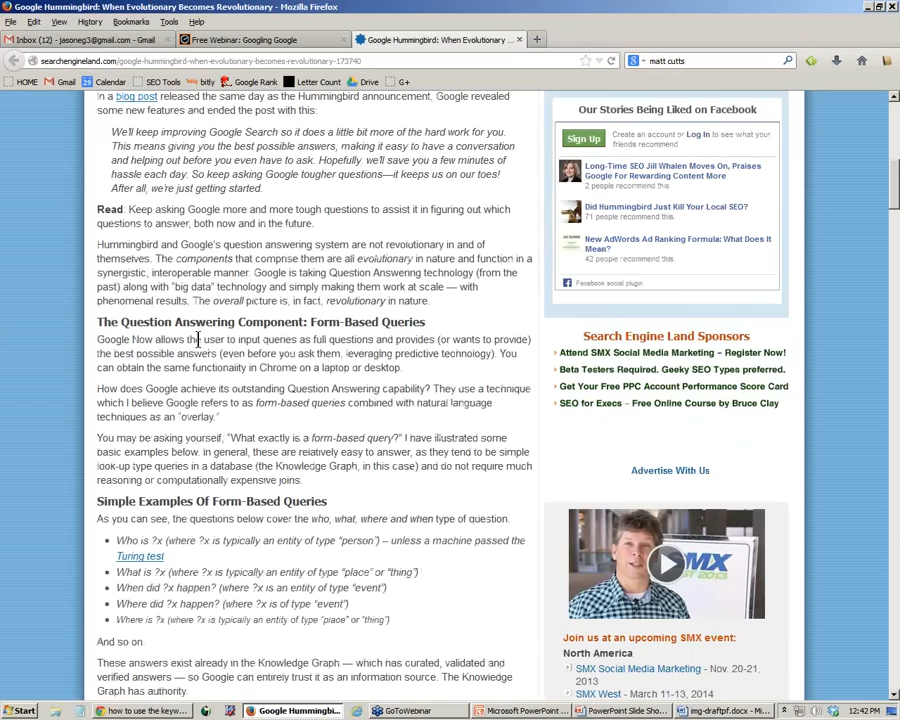 Google Hummingbird: When Evolutionary Becomes Revolutionary - Mozilla Firefox
File Edit View History Bookmarks Tools Help
Inbox (12) - jasoneg3@gmail.com - Gmail
Free Webinar: Googling Google
Google Hummingbird: When Evolutionary ...
searchengineland.com/google-hummingbird-when-evolutionary-becomes-revolutionary-173740
matt cutts
HOME Gmail Calendar SEO Tools bitly Google Rank Letter Count Drive G+
In a blog post released the same day as the Hummingbird announcement, Google revealed
some new features and ended the post with this:
We'll keep improving Google Search so it does a little bit more of the hard work for you.
This means giving you the best possible answers, making it easy to have a conversation
and helping out before you even have to ask. Hopefully, we'll save you a few minutes of
hassle each day. So keep asking Google tougher questions—it keeps us on our toes!
After all, we're just getting started.
Read: Keep asking Google more and more tough questions to assist it in figuring out which
questions to answer, both now and in the future.
Hummingbird and Google's question answering system are not revolutionary in and of
themselves. The components that comprise them are all evolutionary in nature and function in a
synergistic, interoperable manner. Google is taking Question Answering technology (from the
past) along with "big data" technology and simply making them work at scale — with
phenomenal results. The overall picture is, in fact, revolutionary in nature.
The Question Answering Component: Form-Based Queries
Google Now allows the user to input queries as full questions and provides (or wants to provide)
the best possible answers (even before you ask them, leveraging predictive technology). You
can obtain the same functionality in Chrome on a laptop or desktop.
How does Google achieve its outstanding Question Answering capability? They use a technique
which I believe Google refers to as form-based queries combined with natural language
techniques as an "overlay."
You may be asking yourself, "What exactly is a form-based query?" I have illustrated some
basic examples below. in general, these are relatively easy to answer, as they tend to be simple
look-up type queries in a database (the Knowledge Graph, in this case) and do not require much
reasoning or computationally expensive joins.
Simple Examples Of Form-Based Queries
As you can see, the questions below cover the who, what, where and when type of question.
Who is ?x (where ?x is typically an entity of type "person") – unless a machine passed the
Turing test
What is ?x (where ?x is typically an entity of type "place" or "thing")
When did ?x happen? (where ?x is an entity of type "event")
Where did ?x happen? (where ?x is of type "event")
Where is ?x (where ?x is typically an entity of type "place" or "thing")
And so on.
These answers exist already in the Knowledge Graph — which has curated, validated and
verified answers — so Google can entirely trust it as an information source. The Knowledge
Graph has authority.
Our Stories Being Liked on Facebook
Sign Up
Create an account or Log In to see what your
friends recommend.
Long-Time SEO Jill Whalen Moves On, Praises
Google For Rewarding Content More
2 people recommend this.
Did Hummingbird Just Kill Your Local SEO?
71 people recommend this.
New AdWords Ad Ranking Formula: What Does It
Mean?
42 people recommend this.
Facebook social plugin
Search Engine Land Sponsors
Attend SMX Social Media Marketing – Register Now!
Beta Testers Required. Geeky SEO Types preferred.
Get Your Free PPC Account Performance Score Card
SEO for Execs – Free Online Course by Bruce Clay
Advertise With Us
SMX
Join us at an upcoming SMX event:
North America
SMX Social Media Marketing - Nov. 20-21,
2013
SMX West - March 11-13, 2014
Start
how to use the keyw...
Google Hummingbi...
GoToWebinar
Microsoft PowerPoint ...
PowerPoint Slide Sho...
img-draftpf.docx - Mi...
12:42 PM